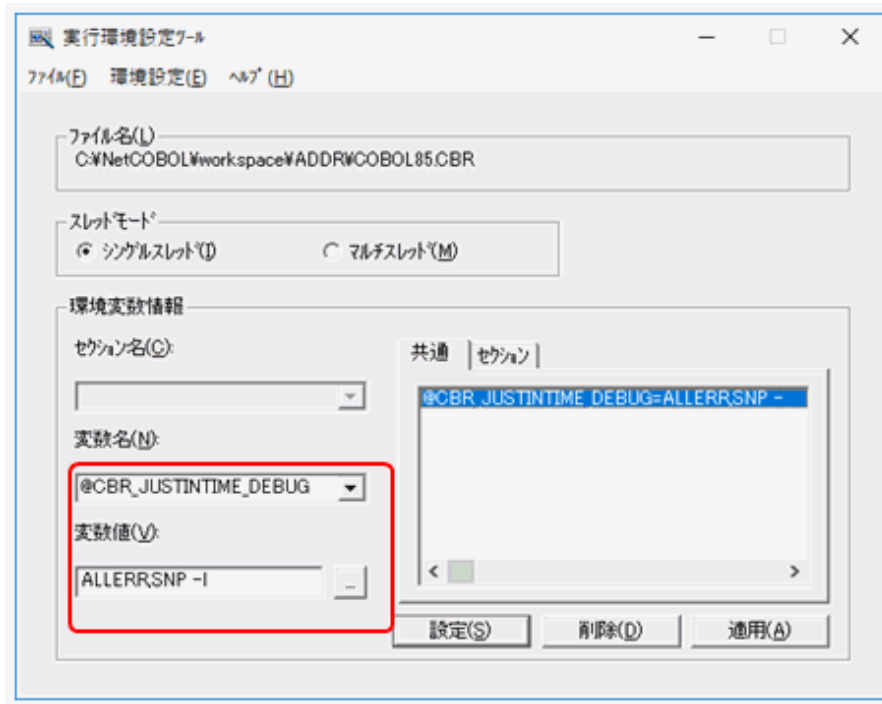 実行環境設定ﾂｰﾙ
ﾌｧｲﾙ(F) 環境設定(E) ﾍﾙﾌﾟ(H)
ﾌｧｲﾙ名(L)
C:¥NetCOBOL¥workspace¥ADDR¥COBOL85.CBR
ｽﾚｯﾄﾞﾓｰﾄﾞ
ｼﾝｸﾞﾙｽﾚｯﾄﾞ(I) ﾏﾙﾁｽﾚｯﾄﾞ(M)
環境変数情報
ｾｸｼｮﾝ名(C):
共通 ｾｸｼｮﾝ
@CBR_JUSTINTIME_DEBUG=ALLERR,SNP -
変数名(N):
@CBR_JUSTINTIME_DEBUG
変数値(V):
ALLERR,SNP -I
...
設定(S) 削除(D) 適用(A)